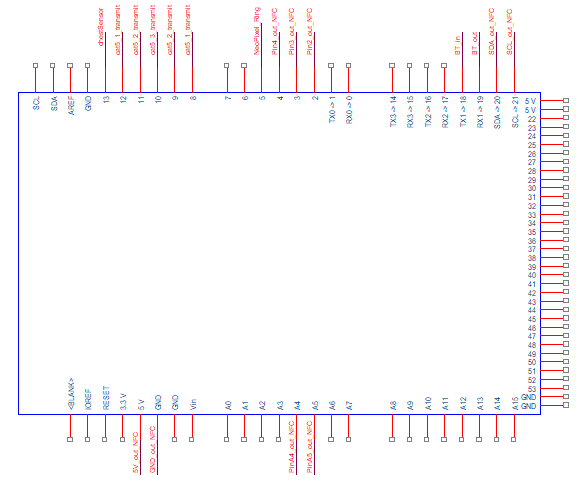 chestSensor
cat5_1_transmit
cat5_2_transmit
cat5_3_transmit
cat5_2_transmit
cat5_1_transmit
NeoPixel_Ring
Pin4_out_NFC
Pin3_out_NFC
Pin2_out_NFC
BT_in
BT_out
SDA_out_NFC
SCL_out_NFC
SCL
SDA
AREF
GND
13
12
11
10
9
8
7
6
5
4
3
2
TX0 -> 1
RX0 -> 0
TX3 -> 14
RX3 -> 15
TX2 -> 16
RX2 -> 17
TX1 -> 18
RX1 -> 19
SDA -> 20
SCL -> 21
5 V
5 V
22
23
24
25
26
27
28
29
30
31
32
33
34
35
36
37
38
39
40
41
42
43
44
45
46
47
48
49
50
51
52
53
GND
GND
<BLANK>
IOREF
RESET
3.3 V
5 V
GND
GND
Vin
A0
A1
A2
A3
A4
A5
A6
A7
A8
A9
A10
A11
A12
A13
A14
A15
5V_out_NFC
GND_out_NFC
PinA4_out_NFC
PinA5_out_NFC